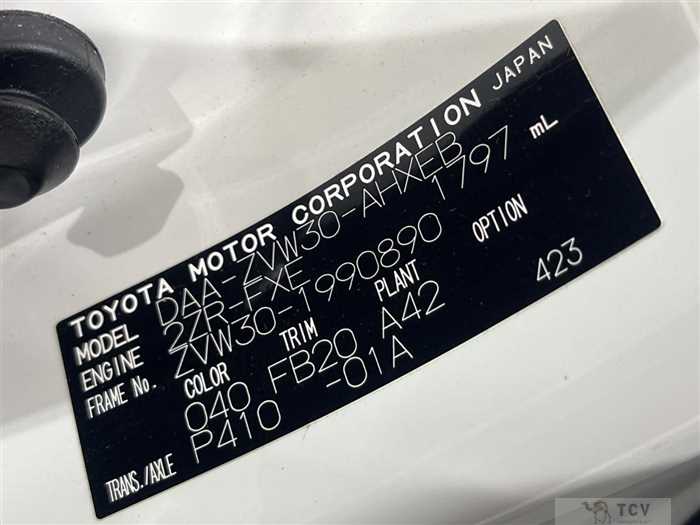 TOYOTA MOTOR CORPORATION JAPAN
MODEL DAA-ZVW30-AHXEB
ENGINE 2ZR-FXE 1797 mL
FRAME No. ZVW30-1990890
COLOR TRIM PLANT OPTION
040 FB20 A42 423
TRANS./AXLE P410 -01A
TCV